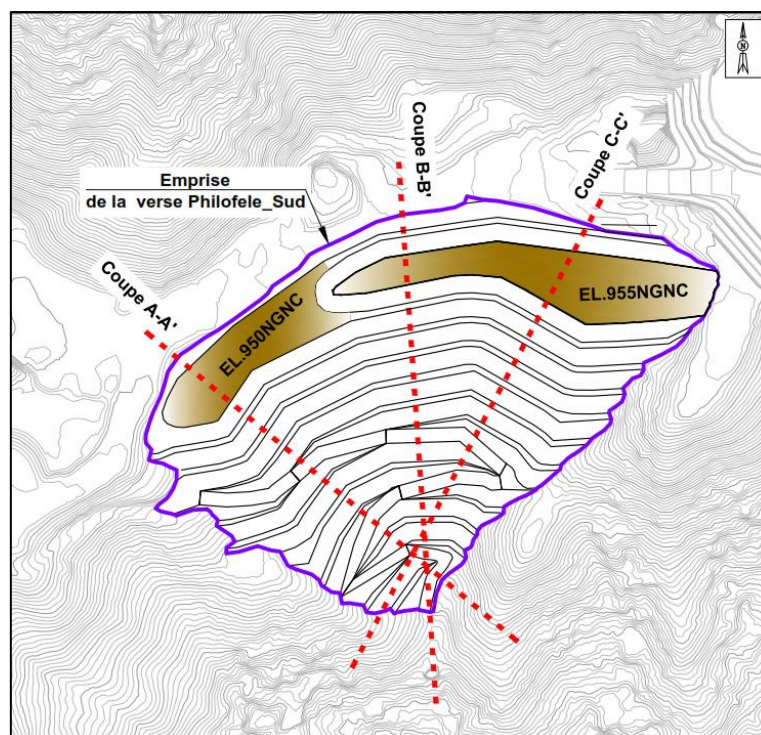 N
Coupe B-B'
Coupe C-C'
Emprise
de la verse Philofele_Sud
Coupe A-A'
EL.950NGNC
EL.955NGNC